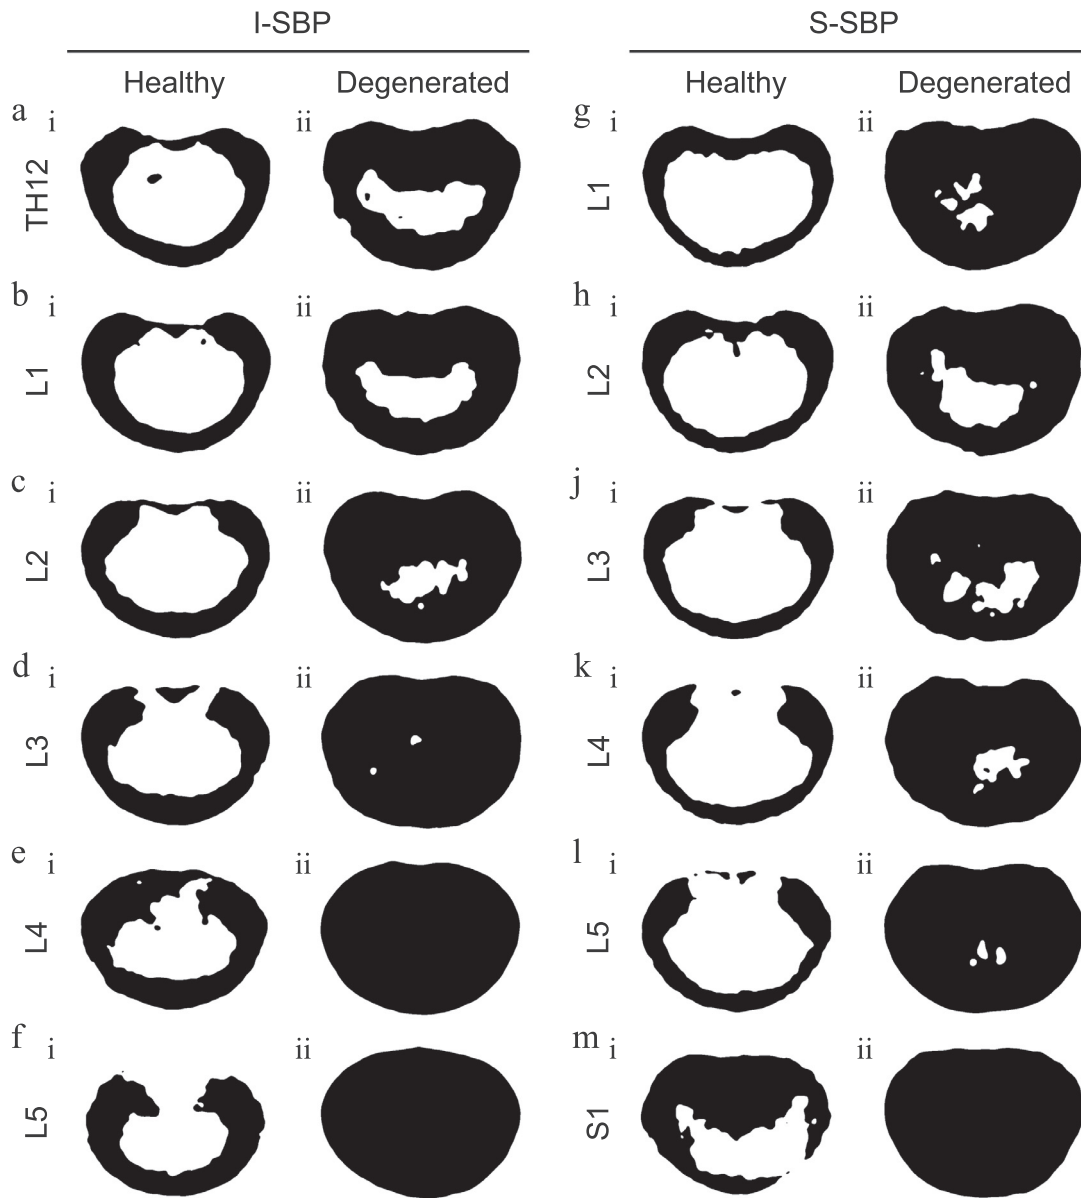 I-SBP S-SBP
Healthy Degenerated Healthy Degenerated
a i ii g i ii
TH12 L1
b i ii h i ii
L1 L2
c i ii j i ii
L2 L3
d i ii k i ii
L3 L4
e i ii l i ii
L4 L5
f i ii m i ii
L5 S1